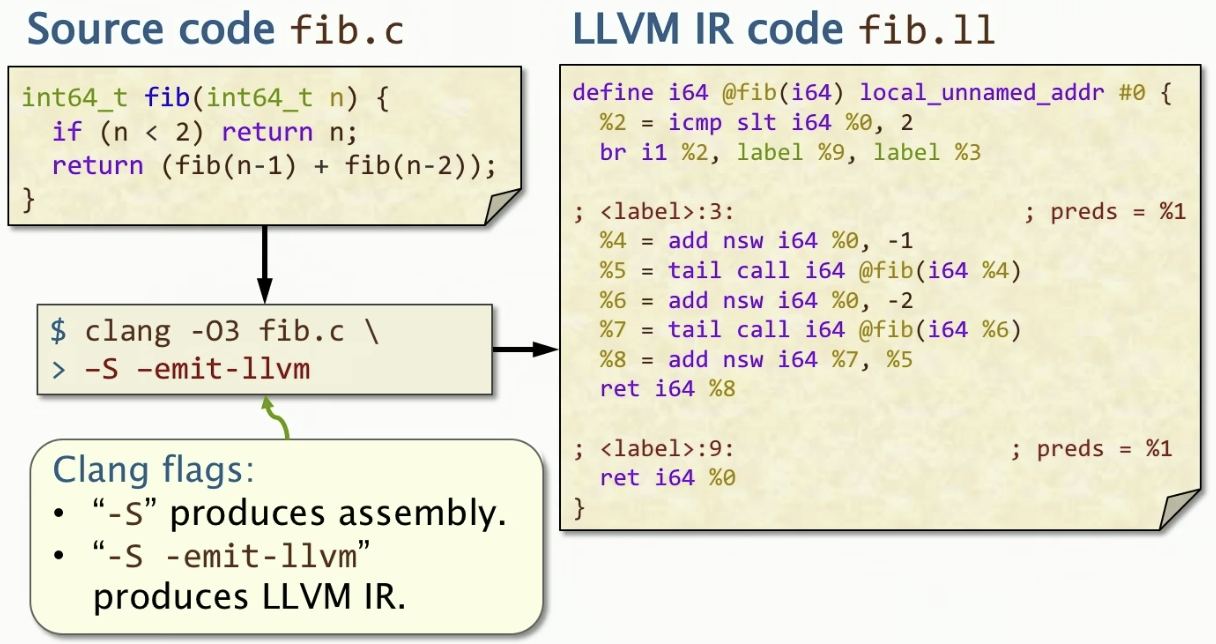 Source code fib.c
int64_t fib(int64_t n) {
  if (n < 2) return n;
  return (fib(n-1) + fib(n-2));
}
$ clang -O3 fib.c \
> –S –emit-llvm
Clang flags:
• “-S” produces assembly.
• “-S -emit-llvm”
produces LLVM IR.
LLVM IR code fib.ll
define i64 @fib(i64) local_unnamed_addr #0 {
  %2 = icmp slt i64 %0, 2
  br i1 %2, label %9, label %3
; <label>:3:                     ; preds = %1
  %4 = add nsw i64 %0, -1
  %5 = tail call i64 @fib(i64 %4)
  %6 = add nsw i64 %0, -2
  %7 = tail call i64 @fib(i64 %6)
  %8 = add nsw i64 %7, %5
  ret i64 %8
; <label>:9:                    ; preds = %1
  ret i64 %0
}